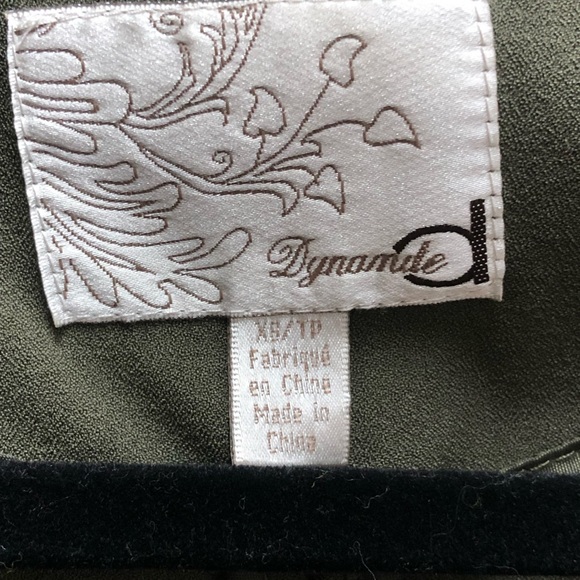 Dynamite
d
XS/TP
Fabriqué
en Chine
Made in
China